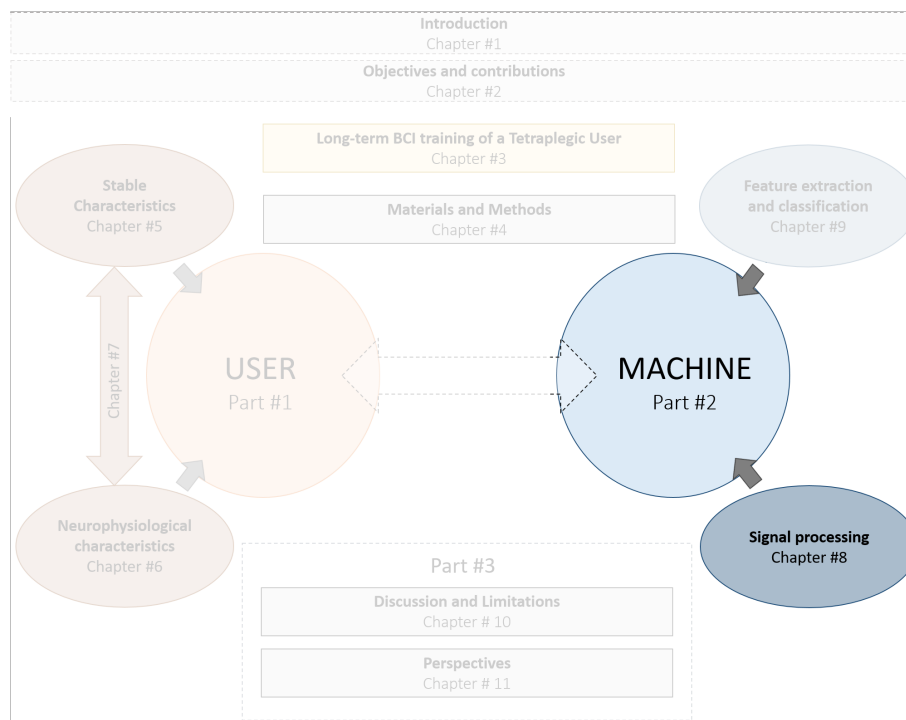 Introduction
Chapter #1
Objectives and contributions
Chapter #2
Long-term BCI training of a Tetraplegic User
Chapter #3
Materials and Methods
Chapter #4
Stable
Characteristics
Chapter #5
Feature extraction
and classification
Chapter #9
Chapter #7
USER
Part #1
MACHINE
Part #2
Neurophysiological
characteristics
Chapter #6
Signal processing
Chapter #8
Part #3
Discussion and Limitations
Chapter # 10
Perspectives
Chapter # 11